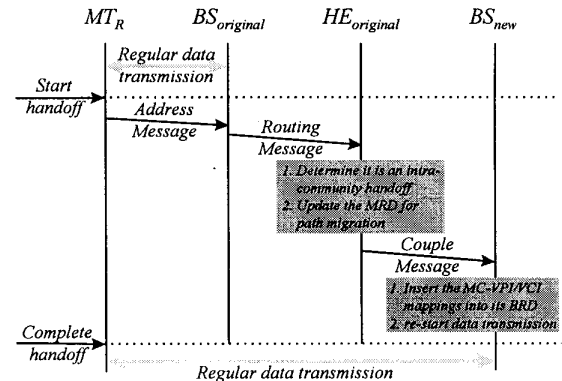 MT_R BS_original HE_original BS_new
Regular data
transmission
Start
handoff
Address
Message
Routing
Message
1. Determine it is an intra-
community handoff
2. Update the MRD for
path migration
Couple
Message
1. Insert the MC-VPI/VCI
mappings into its BRD
2. re-start data transmission
Complete
handoff
Regular data transmission